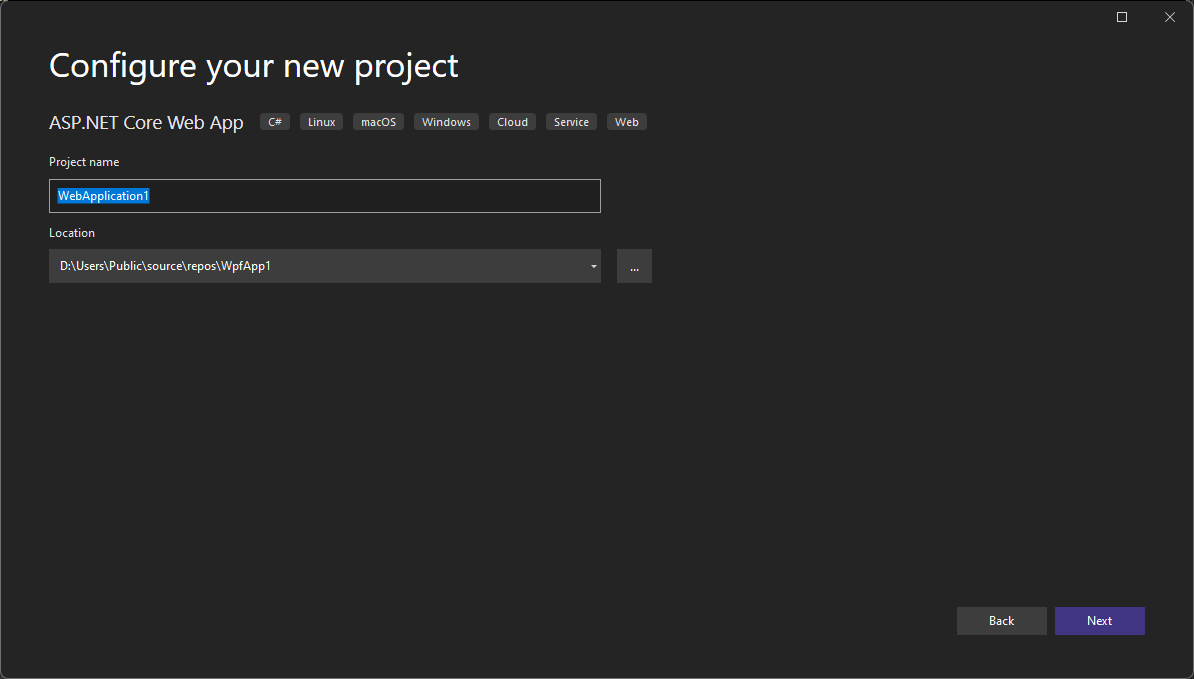 Configure your new project
ASP.NET Core Web App C# Linux macOS Windows Cloud Service Web
Project name
WebApplication1
Location
D:\Users\Public\source\repos\WpfApp1
...
Back Next